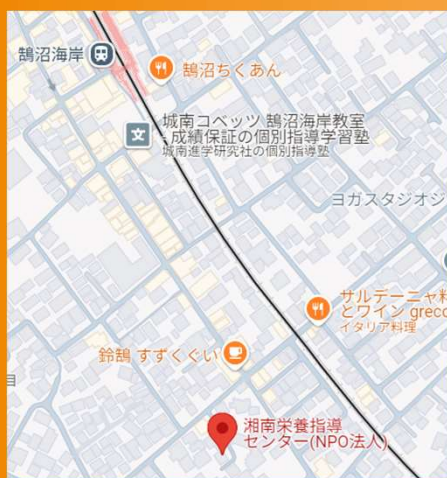 鵠沼海岸
鵠沼ちくあん
城南コベッツ 鵠沼海岸教室
- 成績保証の個別指導学習塾
城南進学研究社の個別指導塾
文
ヨガスタジオジ
サルデーニャ料
とワイン greco
イタリア料理
鈴鵠 すずくぐい
目
湘南栄養指導
センター(NPO法人)